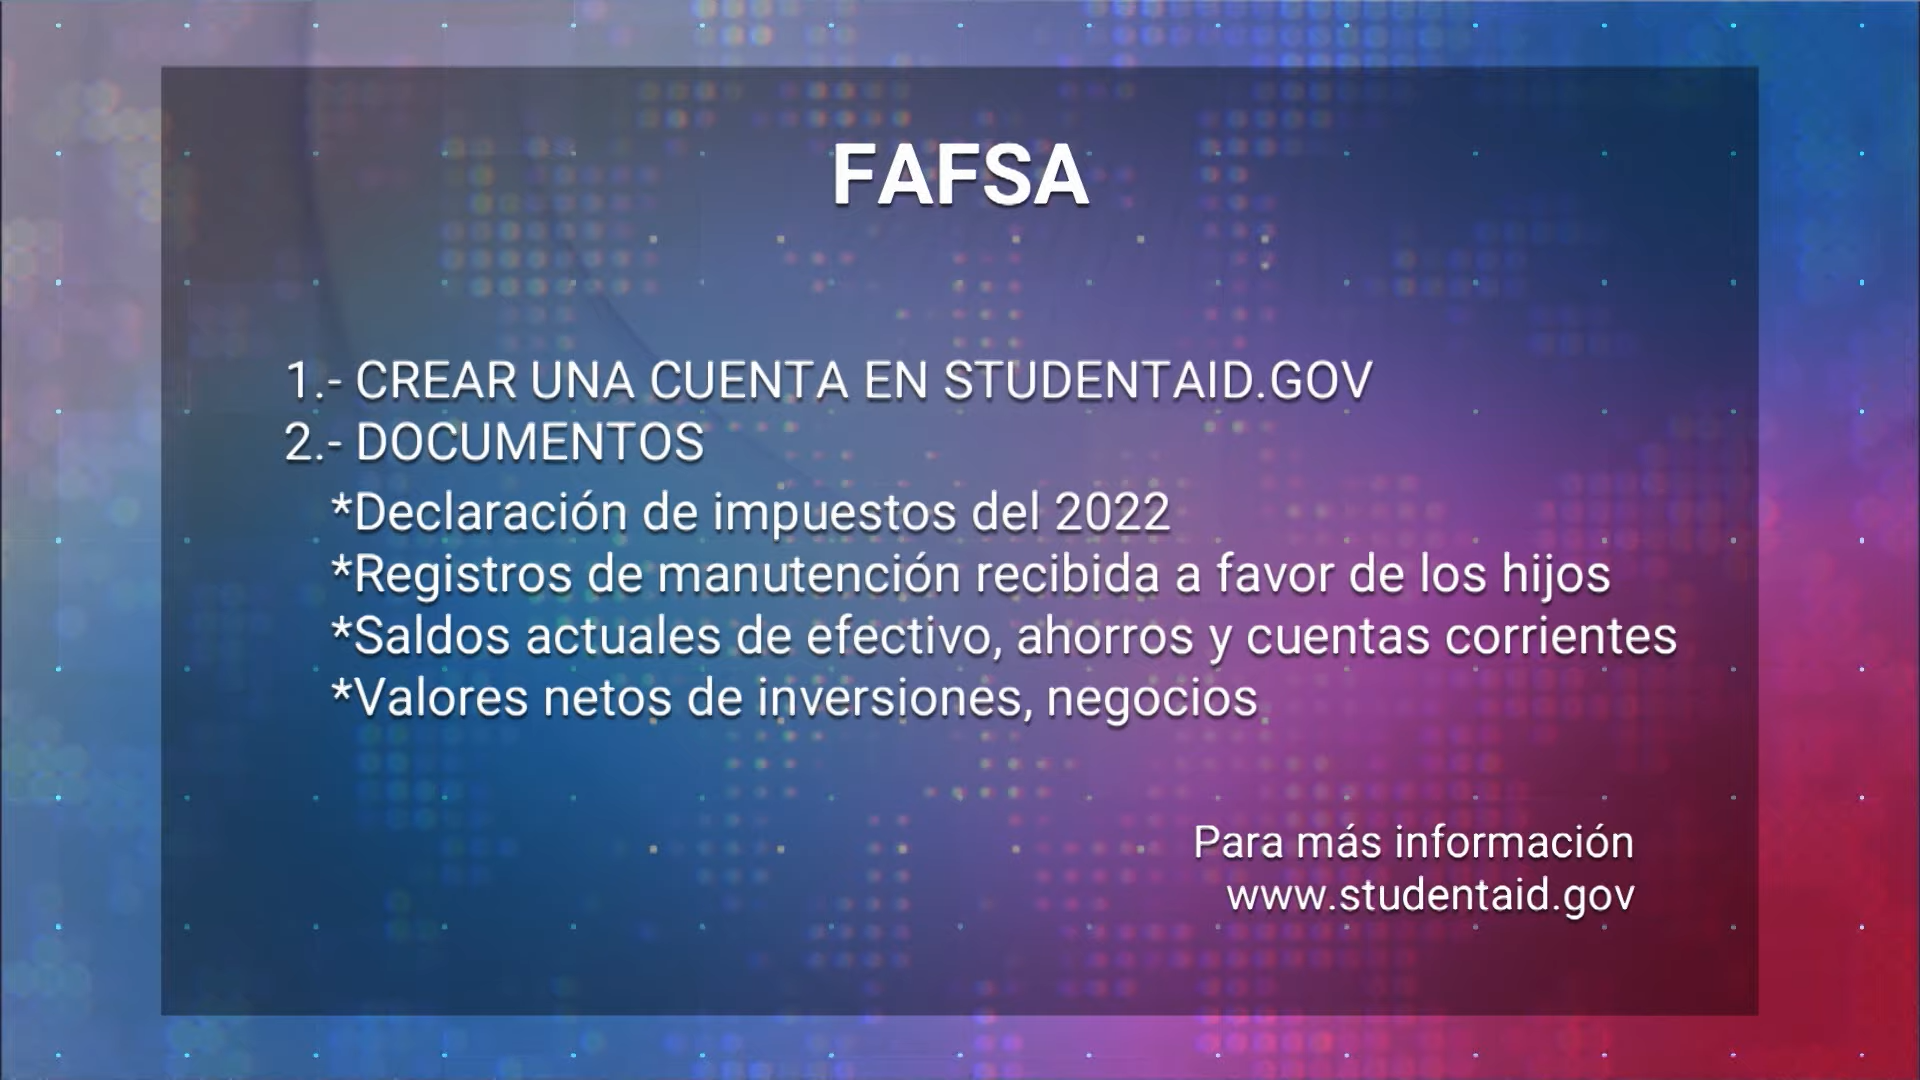 FAFSA
1.- CREAR UNA CUENTA EN STUDENTAID.GOV
2.- DOCUMENTOS
*Declaración de impuestos del 2022
*Registros de manutención recibida a favor de los hijos
*Saldos actuales de efectivo, ahorros y cuentas corrientes
*Valores netos de inversiones, negocios
Para más información
www.studentaid.gov